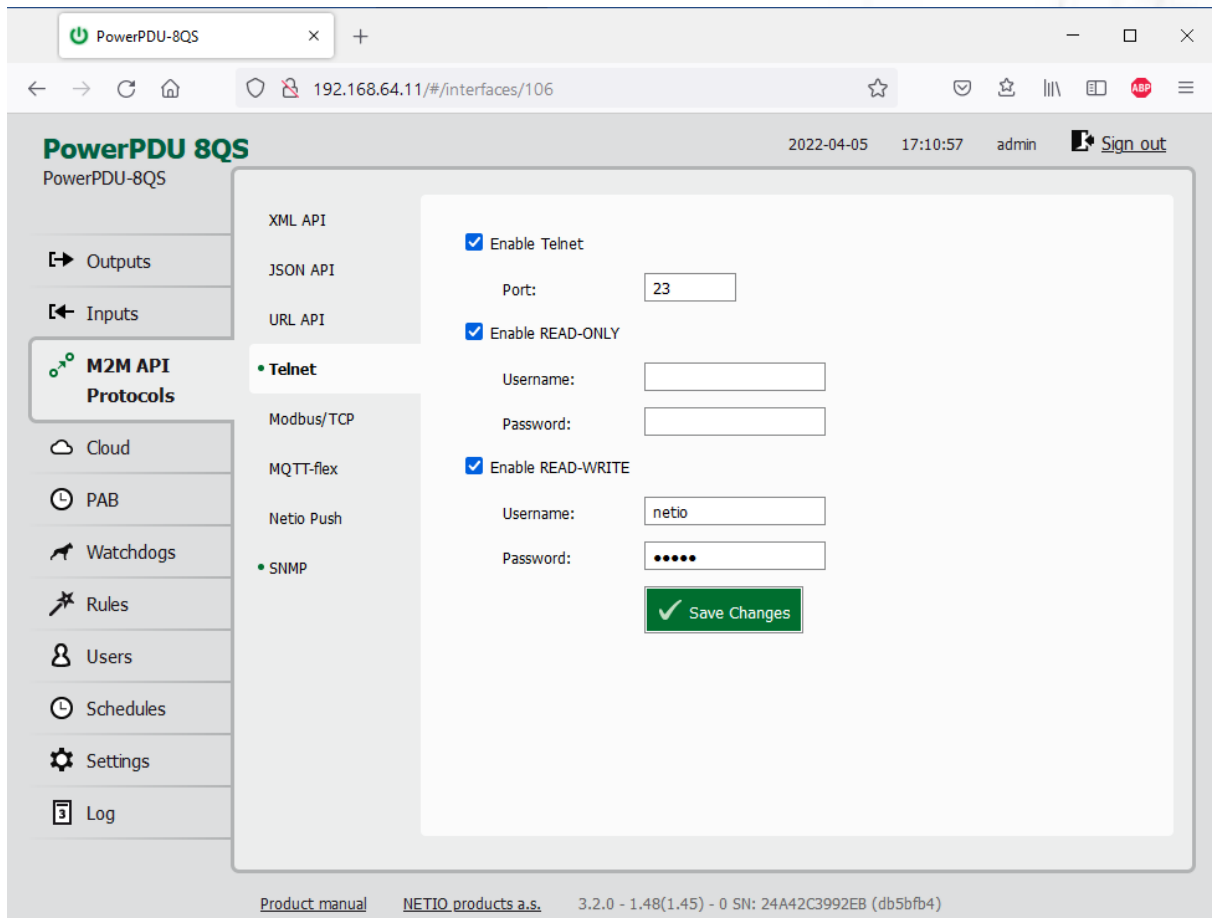 PowerPDU-8QS
192.168.64.11/#/interfaces/106
ABP
PowerPDU 8QS
PowerPDU-8QS
2022-04-05 17:10:57 admin Sign out
Outputs
Inputs
M2M API
Protocols
Cloud
PAB
Watchdogs
Rules
Users
Schedules
Settings
3
Log
XML API
JSON API
URL API
• Telnet
Modbus/TCP
MQTT-flex
Netio Push
• SNMP
Enable Telnet
Port: 23
Enable READ-ONLY
Username:
Password:
Enable READ-WRITE
Username: netio
Password: •••••
Save Changes
Product manual NETIO products a.s. 3.2.0 - 1.48(1.45) - 0 SN: 24A42C3992EB (db5bfb4)